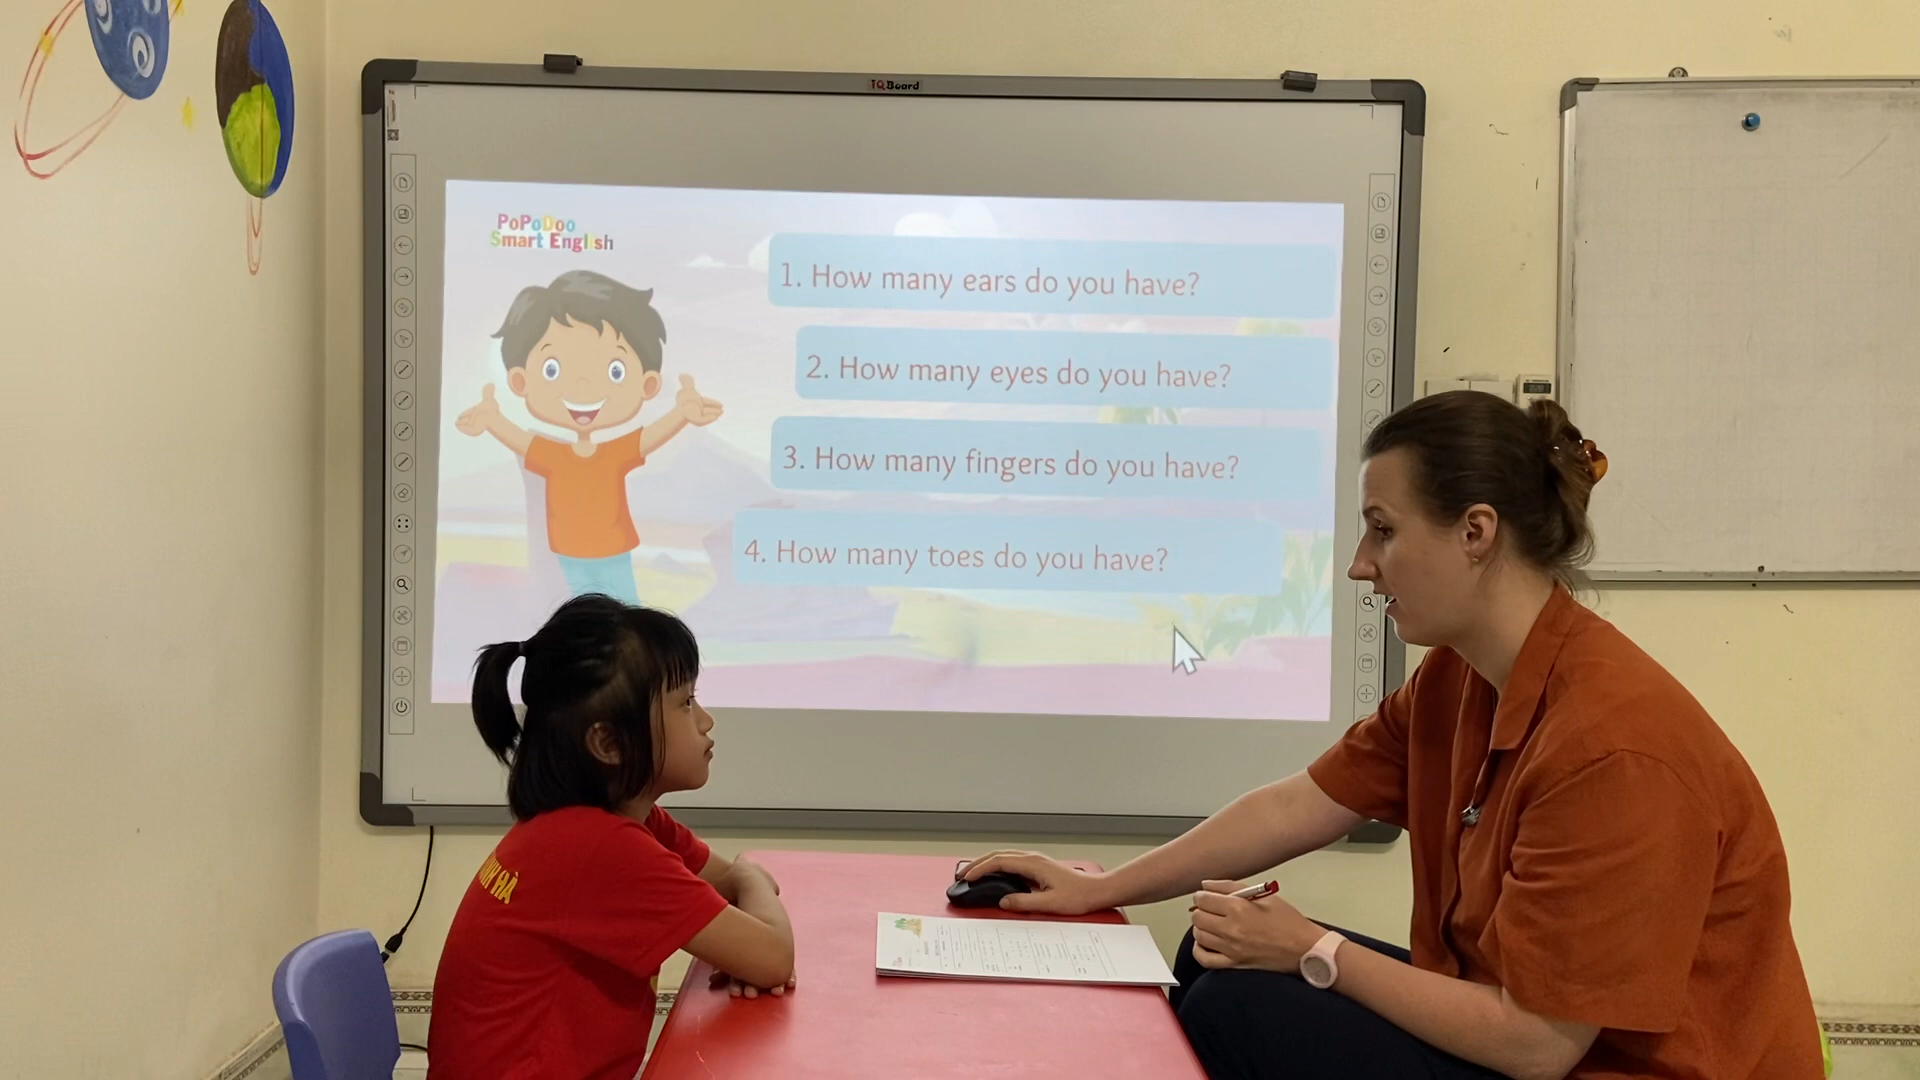 IQBoard
PoPoDoo
Smart English
1. How many ears do you have?
2. How many eyes do you have?
3. How many fingers do you have?
4. How many toes do you have?
HÀ